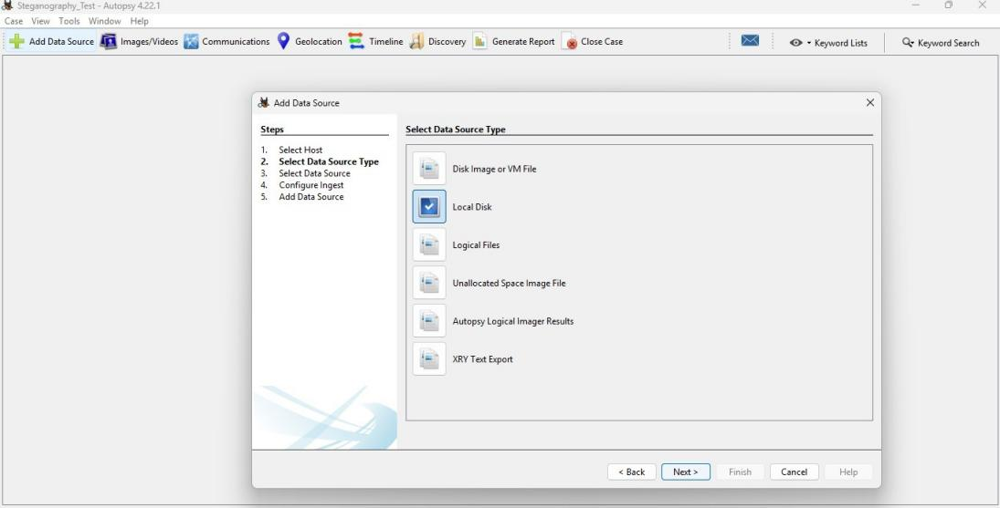 Steganography_Test - Autopsy 4.22.1
Case View Tools Window Help
Add Data Source Images/Videos Communications Geolocation Timeline Discovery Generate Report Close Case Keyword Lists Keyword Search
Add Data Source
Steps
1. Select Host
2. Select Data Source Type
3. Select Data Source
4. Configure Ingest
5. Add Data Source
Select Data Source Type
Disk Image or VM File
Local Disk
Logical Files
Unallocated Space Image File
Autopsy Logical Imager Results
XRY Text Export
< Back Next > Finish Cancel Help